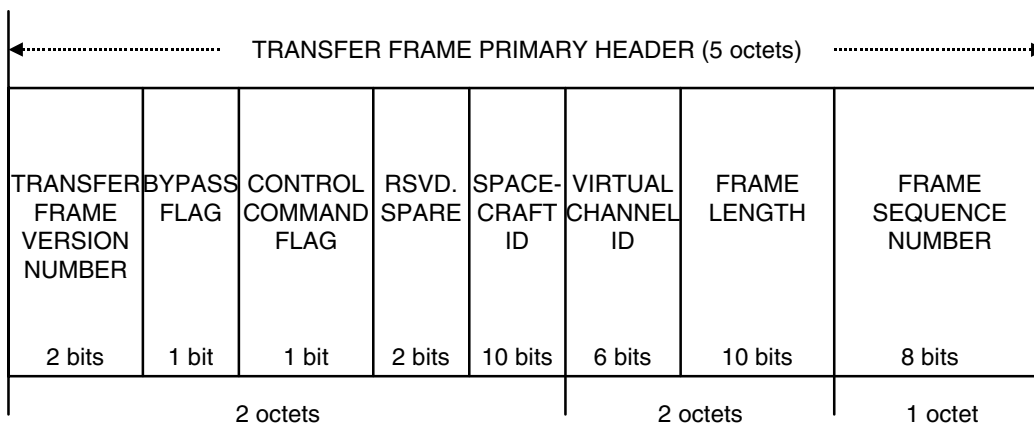 TRANSFER FRAME PRIMARY HEADER (5 octets)
TRANSFER
FRAME
VERSION
NUMBER
2 bits
BYPASS
FLAG
1 bit
CONTROL
COMMAND
FLAG
1 bit
RSVD.
SPARE
2 bits
SPACE-
CRAFT
ID
10 bits
VIRTUAL
CHANNEL
ID
6 bits
FRAME
LENGTH
10 bits
FRAME
SEQUENCE
NUMBER
8 bits
2 octets
2 octets
1 octet